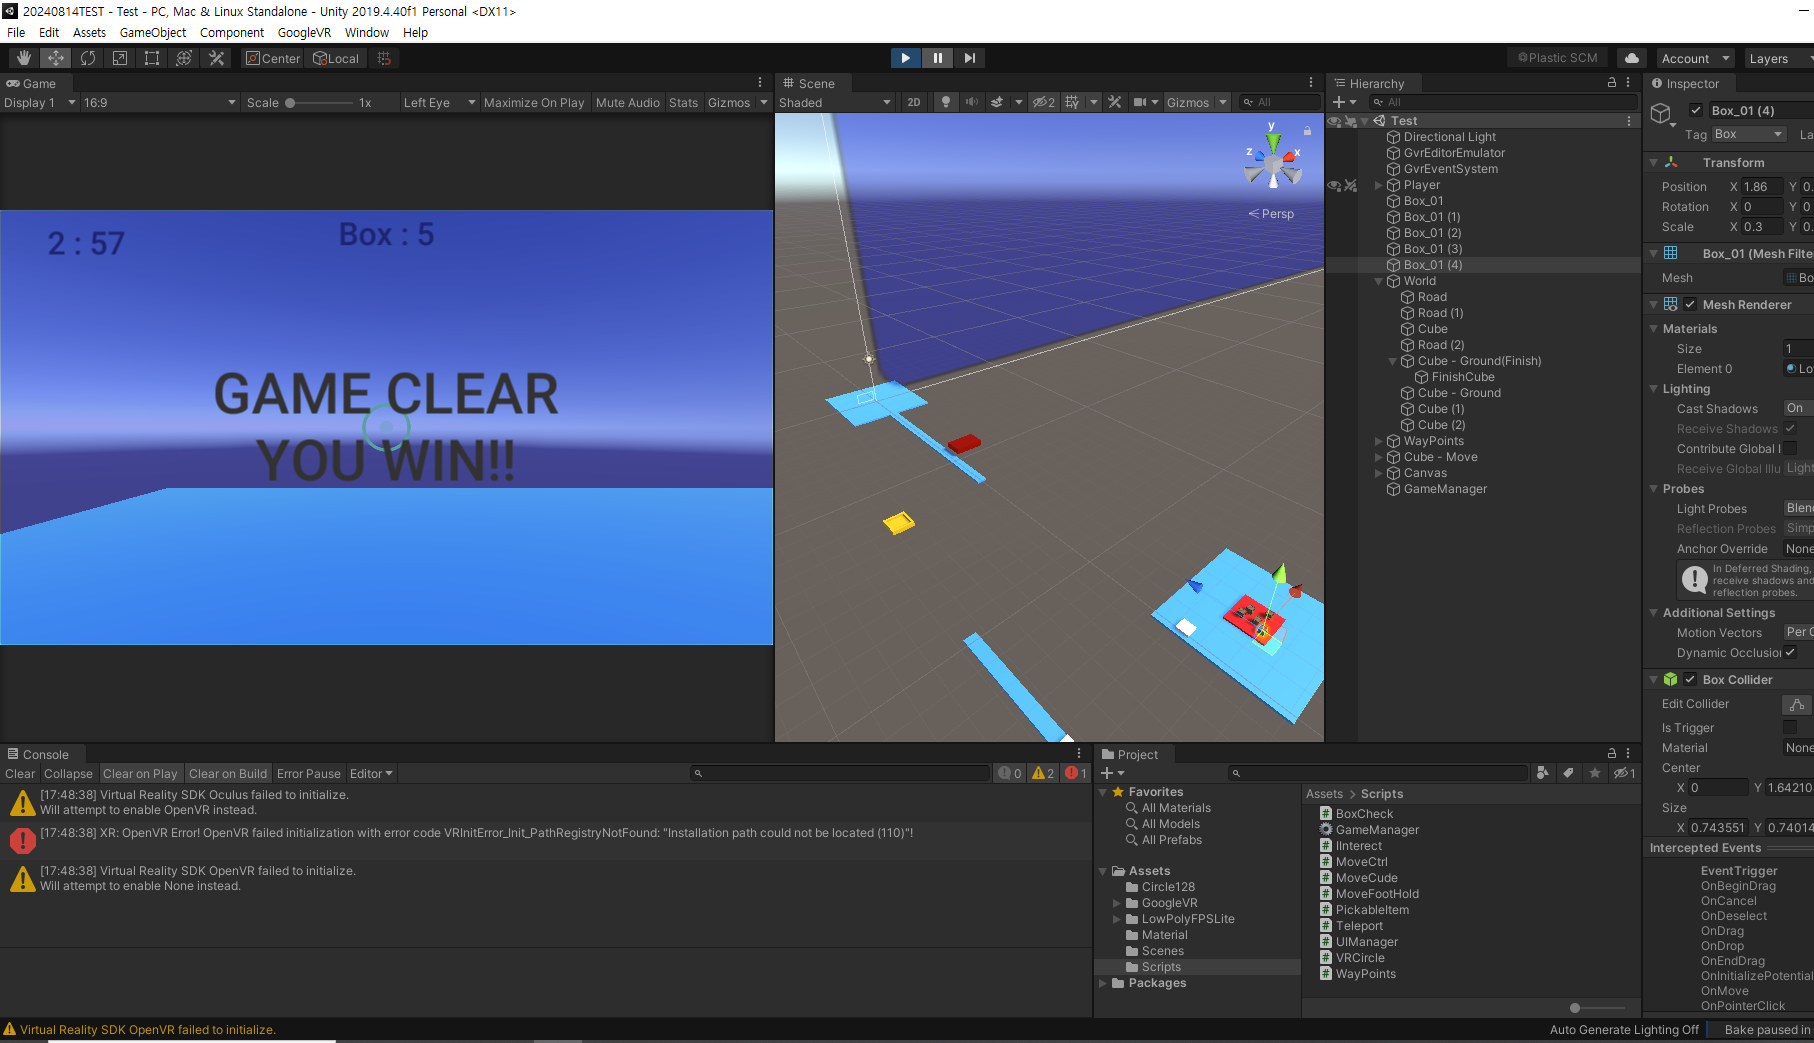 20240814TEST - Test - PC, Mac & Linux Standalone - Unity 2019.4.40f1 Personal <DX11>
File Edit Assets GameObject Component GoogleVR Window Help
Center Local Plastic SCM Account Layers
Game
Display 1 16:9 Scale 1x Left Eye Maximize On Play Mute Audio Stats Gizmos
2 : 57
Box : 5
GAME CLEAR
YOU WIN!!
Scene
Shaded 2D 2 Gizmos All
y
z x
Persp
Hierarchy
All
Test
Directional Light
GvrEditorEmulator
GvrEventSystem
Player
Box_01
Box_01 (1)
Box_01 (2)
Box_01 (3)
Box_01 (4)
World
Road
Road (1)
Cube
Road (2)
Cube - Ground(Finish)
FinishCube
Cube - Ground
Cube (1)
Cube (2)
WayPoints
Cube - Move
Canvas
GameManager
Inspector
Box_01 (4)
Tag Box La
Transform
Position X 1.86 Y 0.
Rotation X 0 Y 0
Scale X 0.3 Y 0.
Box_01 (Mesh Filte
Mesh Bo
Mesh Renderer
Materials
Size 1
Element 0 Lo
Lighting
Cast Shadows On
Receive Shadows
Contribute Global I
Receive Global Illu Light
Probes
Light Probes Blen
Reflection Probes Simp
Anchor Override None
In Deferred Shading,
receive shadows and
reflection probes.
Additional Settings
Motion Vectors Per O
Dynamic Occlusion
Box Collider
Edit Collider
Is Trigger
Material None
Center
X 0 Y 1.64210
Size
X 0.743551 Y 0.74014
Intercepted Events
EventTrigger
OnBeginDrag
OnCancel
OnDeselect
OnDrag
OnDrop
OnEndDrag
OnInitializePotential
OnMove
OnPointerClick
Console
Clear Collapse Clear on Play Clear on Build Error Pause Editor 0 2 1
[17:48:38] Virtual Reality SDK Oculus failed to initialize.
Will attempt to enable OpenVR instead.
[17:48:38] XR: OpenVR Error! OpenVR failed initialization with error code VRInitError_Init_PathRegistryNotFound: "Installation path could not be located (110)"!
[17:48:38] Virtual Reality SDK OpenVR failed to initialize.
Will attempt to enable None instead.
Project
1
Favorites
All Materials
All Models
All Prefabs
Assets
Circle128
GoogleVR
LowPolyFPSLite
Material
Scenes
Scripts
Packages
Assets > Scripts
BoxCheck
GameManager
IInterect
MoveCtrl
MoveCude
MoveFootHold
PickableItem
Teleport
UIManager
VRCircle
WayPoints
Virtual Reality SDK OpenVR failed to initialize.
Auto Generate Lighting Off Bake paused in